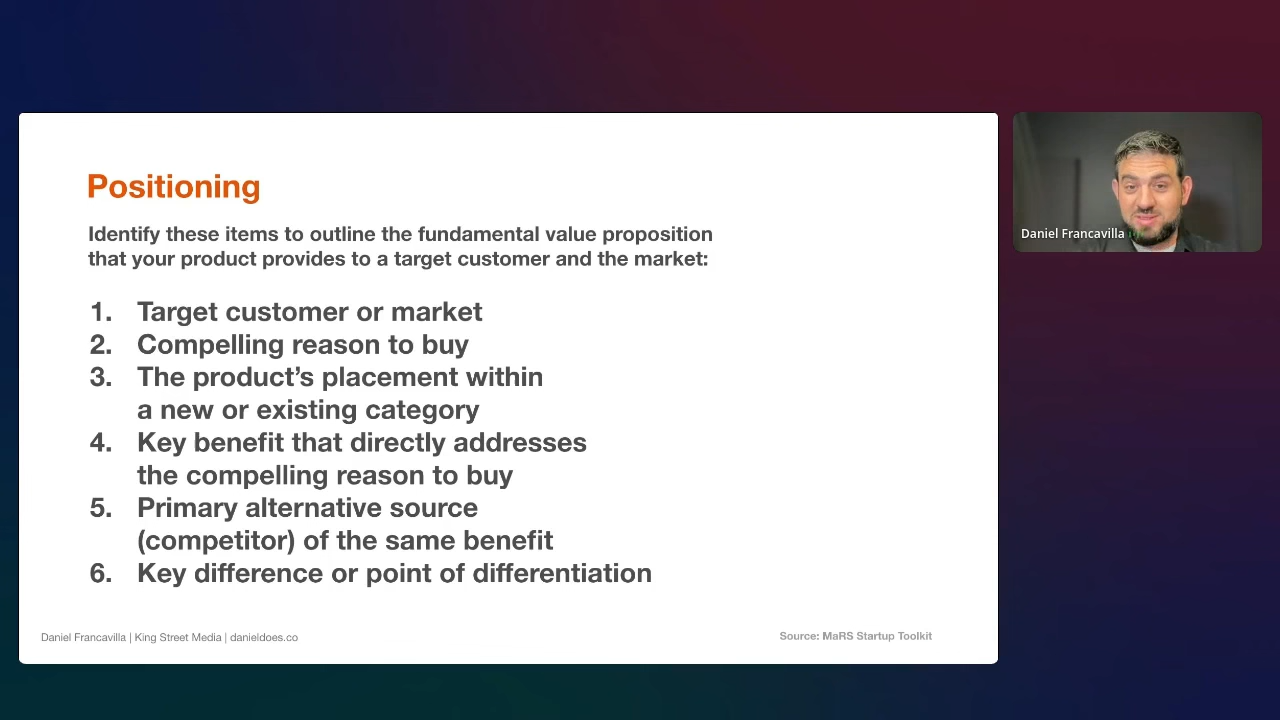 Positioning
Identify these items to outline the fundamental value proposition
that your product provides to a target customer and the market:
1. Target customer or market
2. Compelling reason to buy
3. The product’s placement within
a new or existing category
4. Key benefit that directly addresses
the compelling reason to buy
5. Primary alternative source
(competitor) of the same benefit
6. Key difference or point of differentiation
Daniel Francavilla | King Street Media | danieldoes.co
Source: MaRS Startup Toolkit
Daniel Francavilla